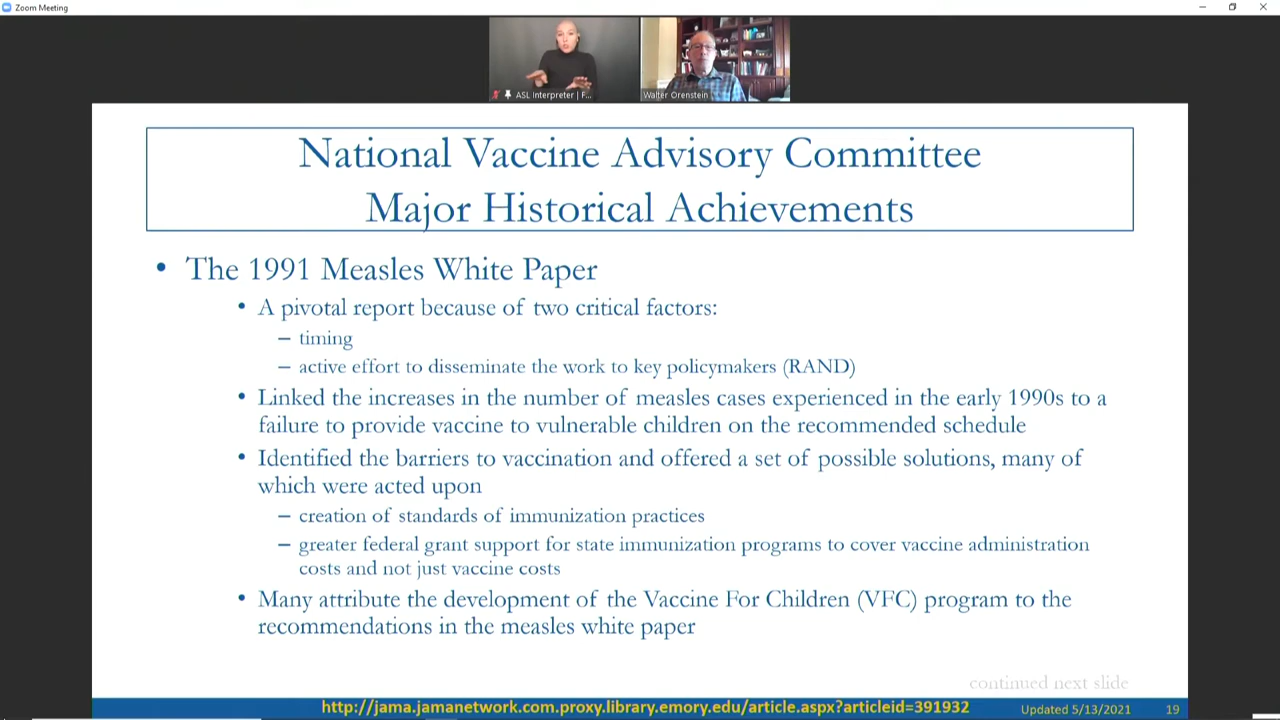 Zoom Meeting
ASL Interpreter | F...
Walter Orenstein
National Vaccine Advisory Committee
Major Historical Achievements
• The 1991 Measles White Paper
• A pivotal report because of two critical factors:
– timing
– active effort to disseminate the work to key policymakers (RAND)
• Linked the increases in the number of measles cases experienced in the early 1990s to a
failure to provide vaccine to vulnerable children on the recommended schedule
• Identified the barriers to vaccination and offered a set of possible solutions, many of
which were acted upon
– creation of standards of immunization practices
– greater federal grant support for state immunization programs to cover vaccine administration
costs and not just vaccine costs
• Many attribute the development of the Vaccine For Children (VFC) program to the
recommendations in the measles white paper
continued next slide
http://jama.jamanetwork.com.proxy.library.emory.edu/article.aspx?articleid=391932
Updated 5/13/2021
19